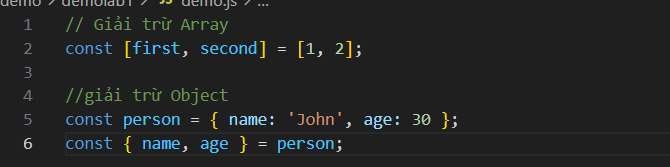 demo > demolab1 > JS demo.js > ...
1 // Giải trừ Array
2 const [first, second] = [1, 2];
3
4 //giải trừ Object
5 const person = { name: 'John', age: 30 };
6 const { name, age } = person;